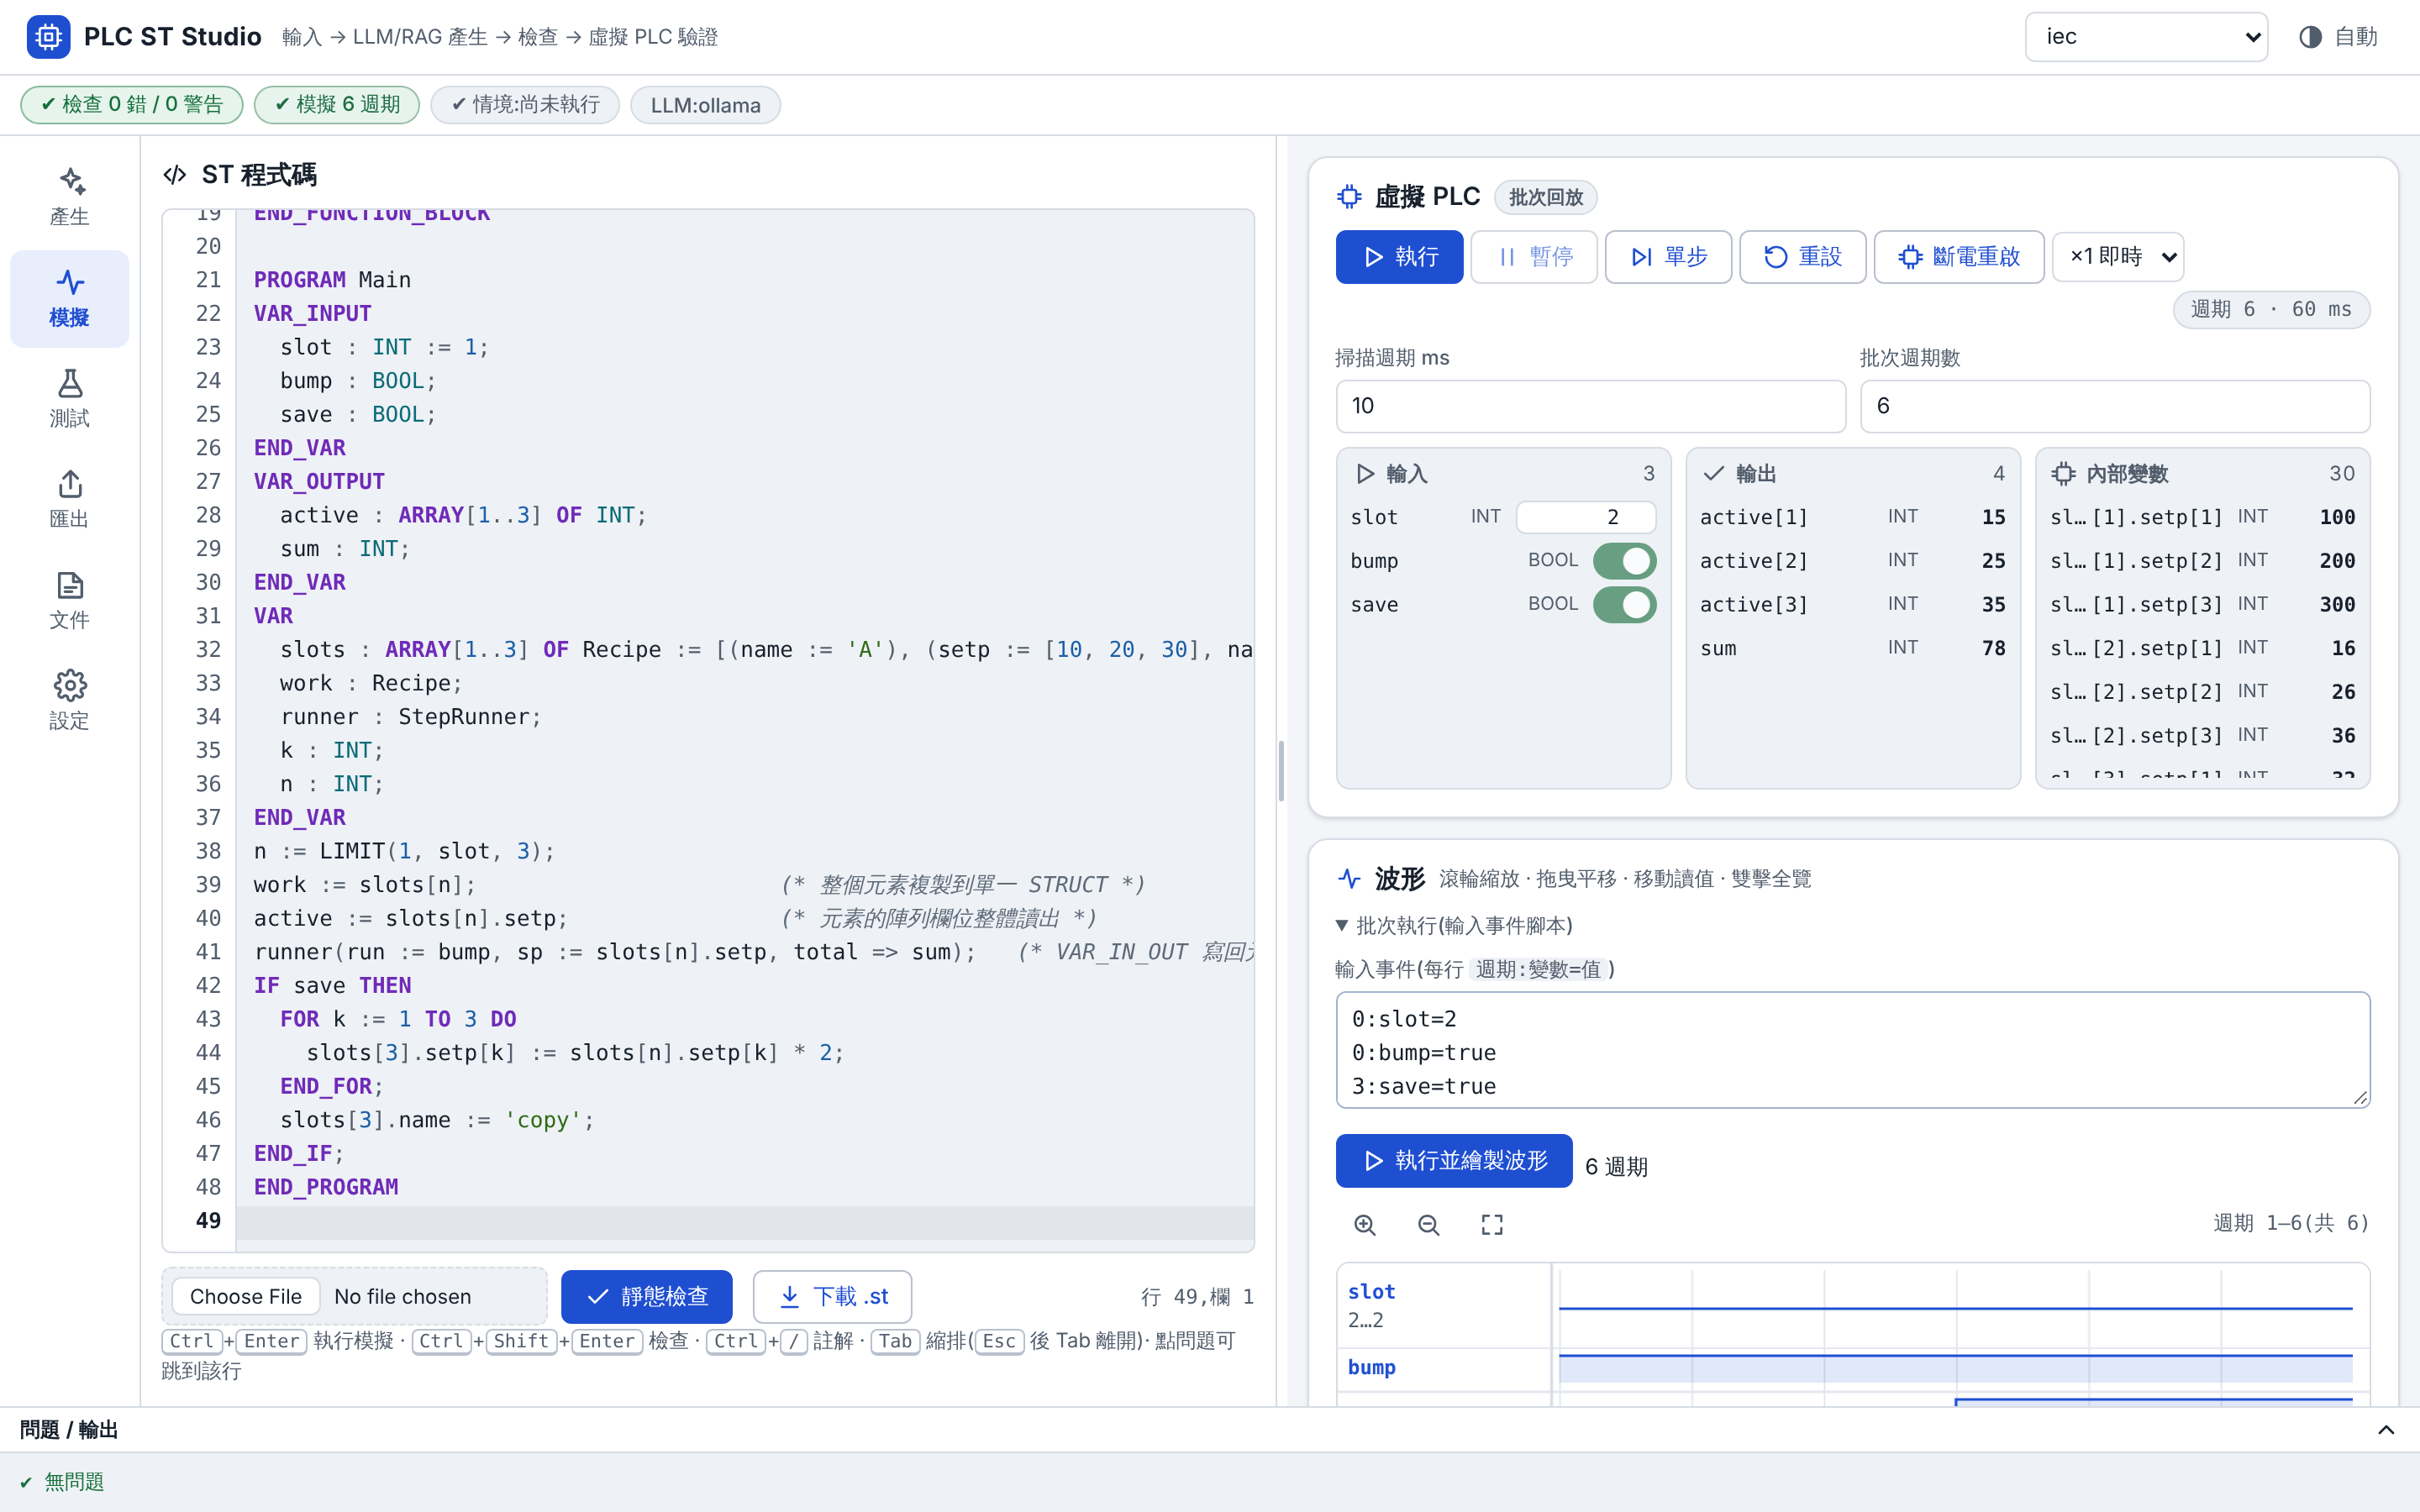 PLC ST Studio 輸入 → LLM/RAG 產生 → 檢查 → 虛擬 PLC 驗證
iec
自動
✔ 檢查 0 錯 / 0 警告
✔ 模擬 6 週期
✔ 情境:尚未執行
LLM:ollama
產生
模擬
測試
匯出
文件
設定
ST 程式碼
19 END_FUNCTION_BLOCK
20
21 PROGRAM Main
22 VAR_INPUT
23 slot : INT := 1;
24 bump : BOOL;
25 save : BOOL;
26 END_VAR
27 VAR_OUTPUT
28 active : ARRAY[1..3] OF INT;
29 sum : INT;
30 END_VAR
31 VAR
32 slots : ARRAY[1..3] OF Recipe := [(name := 'A'), (setp := [10, 20, 30], na
33 work : Recipe;
34 runner : StepRunner;
35 k : INT;
36 n : INT;
37 END_VAR
38 n := LIMIT(1, slot, 3);
39 work := slots[n]; (* 整個元素複製到單一 STRUCT *)
40 active := slots[n].setp; (* 元素的陣列欄位整體讀出 *)
41 runner(run := bump, sp := slots[n].setp, total => sum); (* VAR_IN_OUT 寫回
42 IF save THEN
43 FOR k := 1 TO 3 DO
44 slots[3].setp[k] := slots[n].setp[k] * 2;
45 END_FOR;
46 slots[3].name := 'copy';
47 END_IF;
48 END_PROGRAM
49
Choose File No file chosen
靜態檢查
下載 .st
行 49,欄 1
Ctrl+Enter 執行模擬 · Ctrl+Shift+Enter 檢查 · Ctrl+/ 註解 · Tab 縮排(Esc 後 Tab 離開)· 點問題可
跳到該行
虛擬 PLC 批次回放
執行
暫停
單步
重設
斷電重啟
×1 即時
週期 6 · 60 ms
掃描週期 ms
10
批次週期數
6
輸入 3
slot INT 2
bump BOOL
save BOOL
輸出 4
active[1] INT 15
active[2] INT 25
active[3] INT 35
sum INT 78
內部變數 30
sl…[1].setp[1] INT 100
sl…[1].setp[2] INT 200
sl…[1].setp[3] INT 300
sl…[2].setp[1] INT 16
sl…[2].setp[2] INT 26
sl…[2].setp[3] INT 36
sl…[3].setp[1] INT 32
波形 滾輪縮放 · 拖曳平移 · 移動讀值 · 雙擊全覽
▼ 批次執行(輸入事件腳本)
輸入事件(每行 週期:變數=值)
0:slot=2
0:bump=true
3:save=true
執行並繪製波形
6 週期
週期 1–6(共 6)
slot
2…2
bump
問題 / 輸出
✔ 無問題